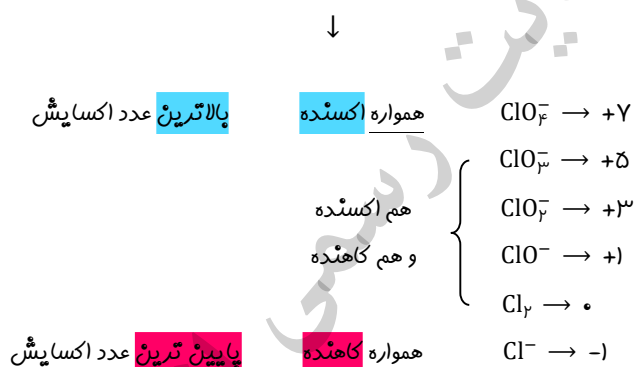 ↓
ClO₄⁻ → +۷ همواره اکسنده بالاترین عدد اکسایش
ClO₃⁻ → +۵
ClO₂⁻ → +۳ هم اکسنده
ClO⁻ → +۱ و هم کاهنده
Cl₂ → ۰
Cl⁻ → -۱ همواره کاهنده پایین ترین عدد اکسایش